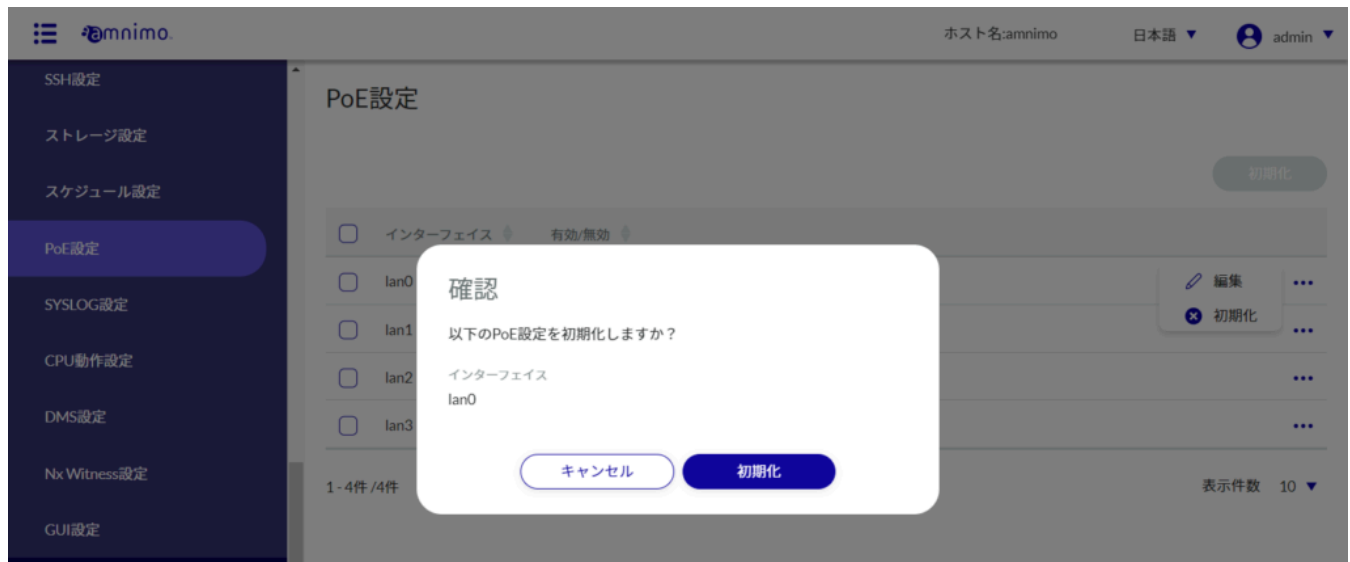 amnimo.
ホスト名:amnimo
日本語
admin
SSH設定
ストレージ設定
スケジュール設定
PoE設定
SYSLOG設定
CPU動作設定
DMS設定
Nx Witness設定
GUI設定
PoE設定
初期化
インターフェイス 有効/無効
lan0
編集
初期化
lan1
lan2
lan3
1 - 4件 /4件
表示件数 10
確認
以下のPoE設定を初期化しますか？
インターフェイス
lan0
キャンセル 初期化